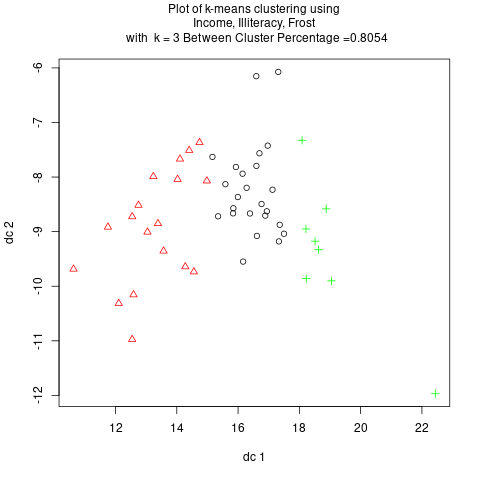 Plot of k-means clustering using
Income, Illiteracy, Frost
with k = 3 Between Cluster Percentage =0.8054
-6
-7
-8
-9
-10
-11
-12
dc 2
12 14 16 18 20 22
dc 1